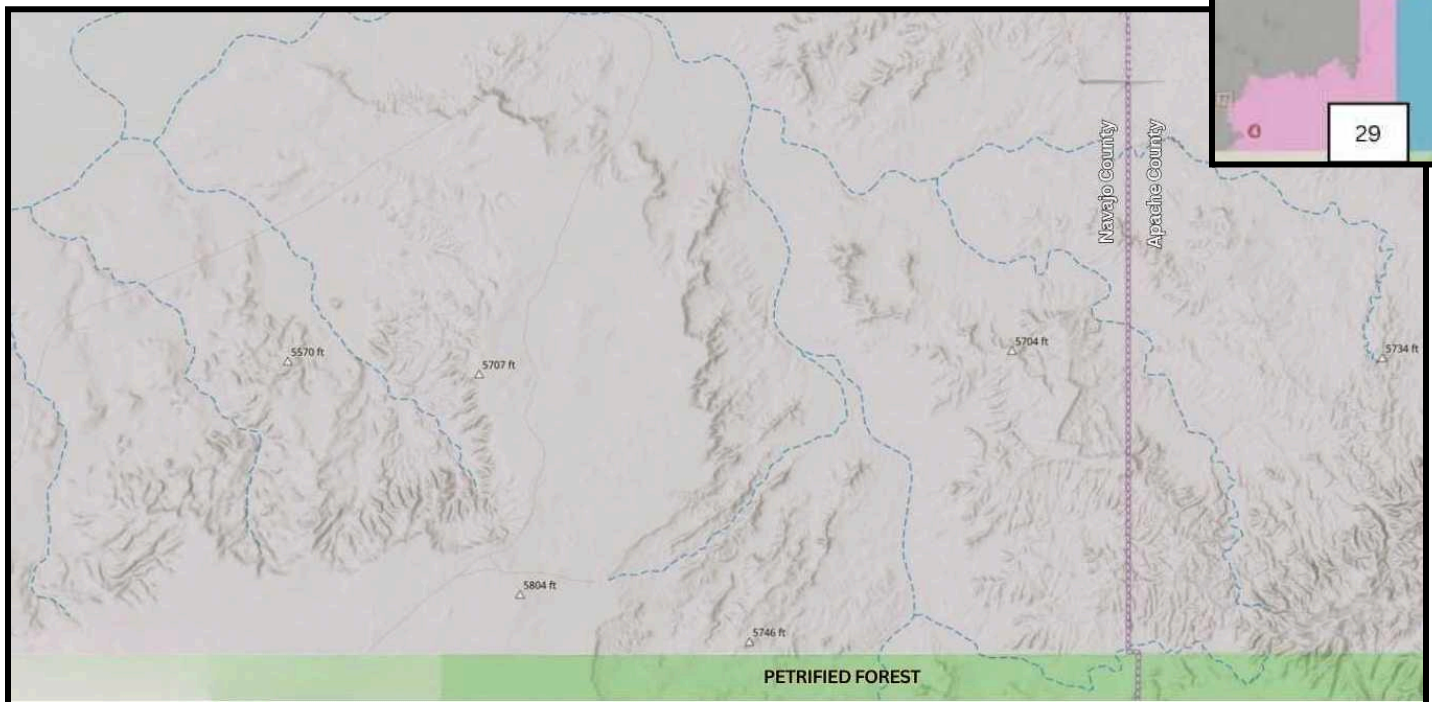 29
Navajo County
Apache County
5570 ft
5707 ft
5704 ft
5734 ft
5804 ft
5746 ft
PETRIFIED FOREST